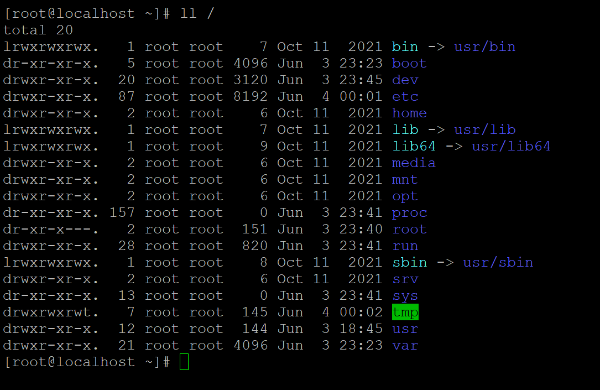 [root@localhost ~]# ll /
total 20
lrwxrwxrwx.   1 root root    7 Oct 11  2021 bin -> usr/bin
dr-xr-xr-x.   5 root root 4096 Jun  3 23:23 boot
drwxr-xr-x.  20 root root 3120 Jun  3 23:45 dev
drwxr-xr-x.  87 root root 8192 Jun  4 00:01 etc
drwxr-xr-x.   2 root root    6 Oct 11  2021 home
lrwxrwxrwx.   1 root root    7 Oct 11  2021 lib -> usr/lib
lrwxrwxrwx.   1 root root    9 Oct 11  2021 lib64 -> usr/lib64
drwxr-xr-x.   2 root root    6 Oct 11  2021 media
drwxr-xr-x.   2 root root    6 Oct 11  2021 mnt
drwxr-xr-x.   2 root root    6 Oct 11  2021 opt
dr-xr-xr-x. 157 root root    0 Jun  3 23:41 proc
dr-xr-x---.   2 root root  151 Jun  3 23:40 root
drwxr-xr-x.  28 root root  820 Jun  3 23:41 run
lrwxrwxrwx.   1 root root    8 Oct 11  2021 sbin -> usr/sbin
drwxr-xr-x.   2 root root    6 Oct 11  2021 srv
dr-xr-xr-x.  13 root root    0 Jun  3 23:41 sys
drwxrwxrwt.   7 root root  145 Jun  4 00:02 tmp
drwxr-xr-x.  12 root root  144 Jun  3 18:45 usr
drwxr-xr-x.  21 root root 4096 Jun  3 23:23 var
[root@localhost ~]#